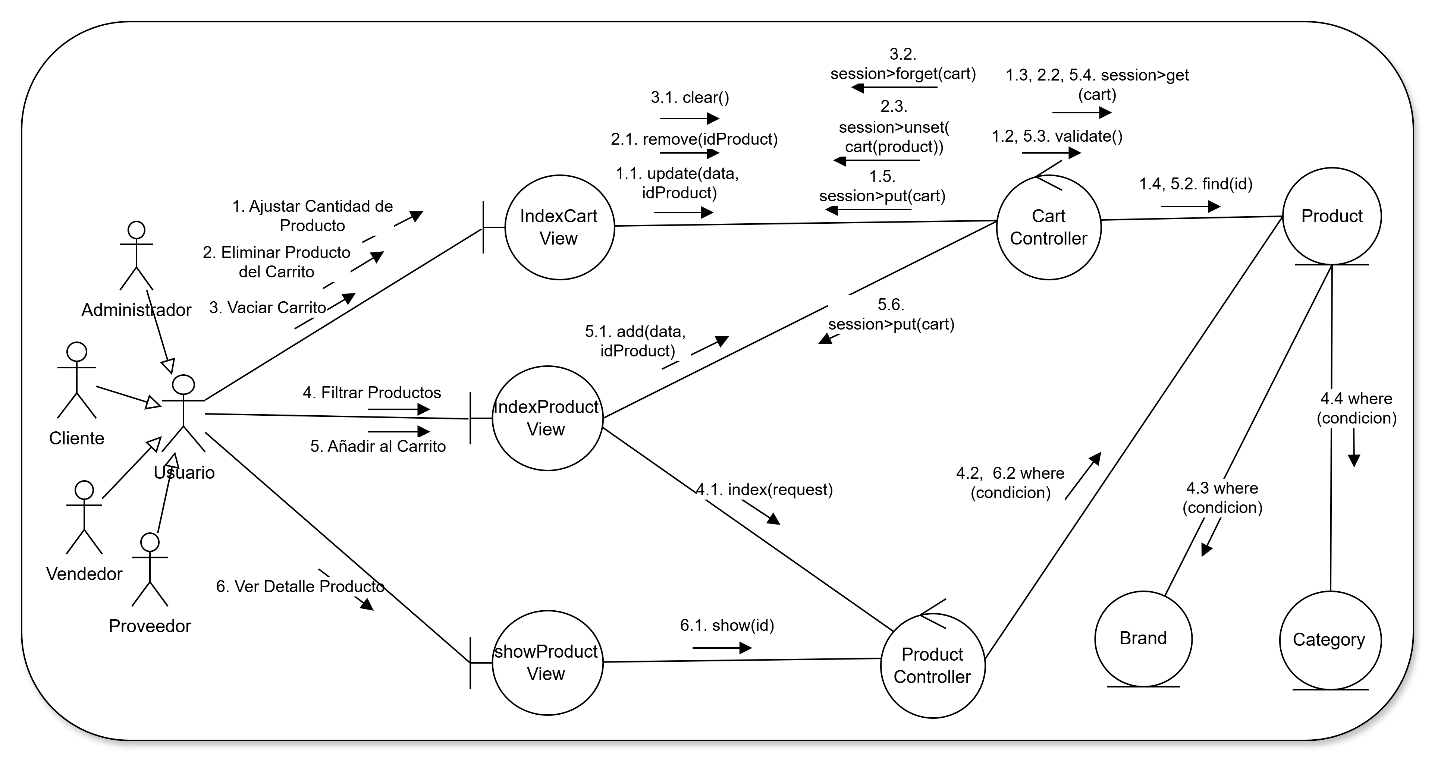 3.2.
session>forget(cart)
1.3, 2.2, 5.4. session>get
(cart)
3.1. clear()
2.3.
session>unset(
cart(product))
2.1. remove(idProduct)
1.2, 5.3. validate()
1.1. update(data,
idProduct)
1.5.
session>put(cart)
1.4, 5.2. find(id)
1. Ajustar Cantidad de
Producto
IndexCart
View
Cart
Controller
Product
2. Eliminar Producto
del Carrito
3. Vaciar Carrito
Administrador
5.1. add(data,
idProduct)
5.6.
session>put(cart)
4. Filtrar Productos
IndexProduct
View
5. Añadir al Carrito
4.4 where
(condicion)
Cliente
Usuario
4.1. index(request)
4.2,  6.2 where
(condicion)
4.3 where
(condicion)
Vendedor
6. Ver Detalle Producto
Proveedor
6.1. show(id)
showProduct
View
Product
Controller
Brand
Category